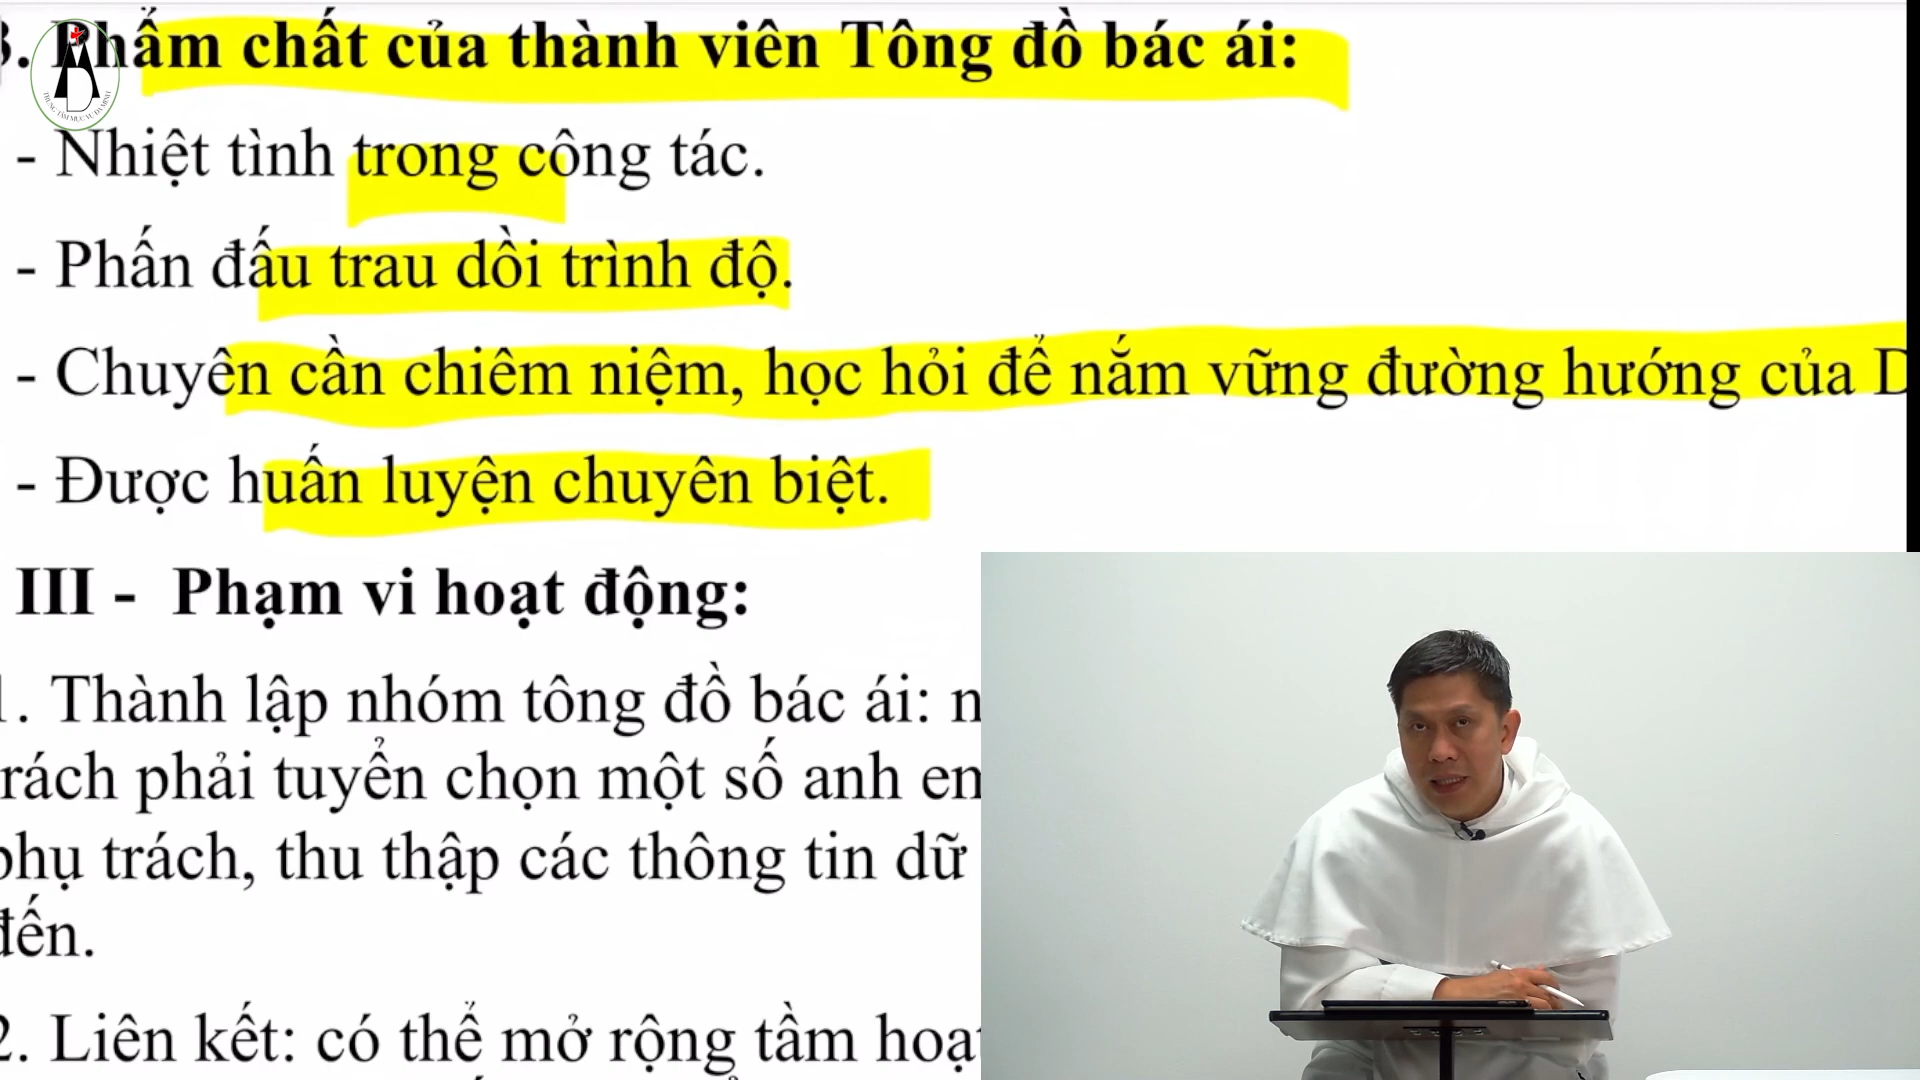 3. Phẩm chất của thành viên Tông đồ bác ái:
- Nhiệt tình trong công tác.
- Phấn đấu trau dồi trình độ.
- Chuyên cần chiêm niệm, học hỏi để nắm vững đường hướng của D
- Được huấn luyện chuyên biệt.
III - Phạm vi hoạt động:
1. Thành lập nhóm tông đồ bác ái: n
rách phải tuyển chọn một số anh em
phụ trách, thu thập các thông tin dữ
đến.
2. Liên kết: có thể mở rộng tầm hoạt